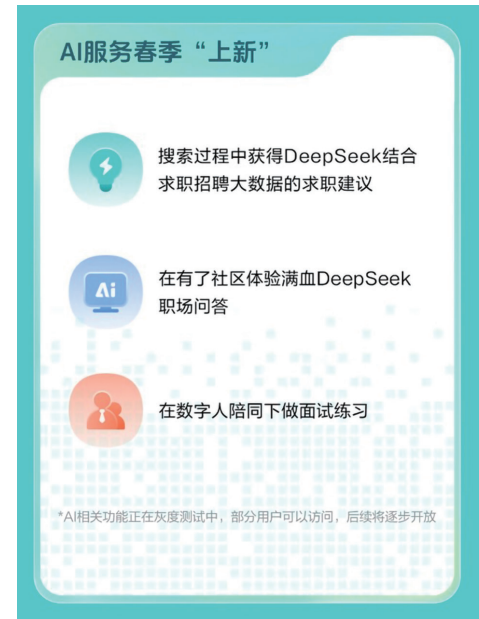 AI服务春季“上新”
搜索过程中获得DeepSeek结合
求职招聘大数据的求职建议
Ai
在有了社区体验满血DeepSeek
职场问答
在数字人陪同下做面试练习
*AI相关功能正在灰度测试中，部分用户可以访问，后续将逐步开放